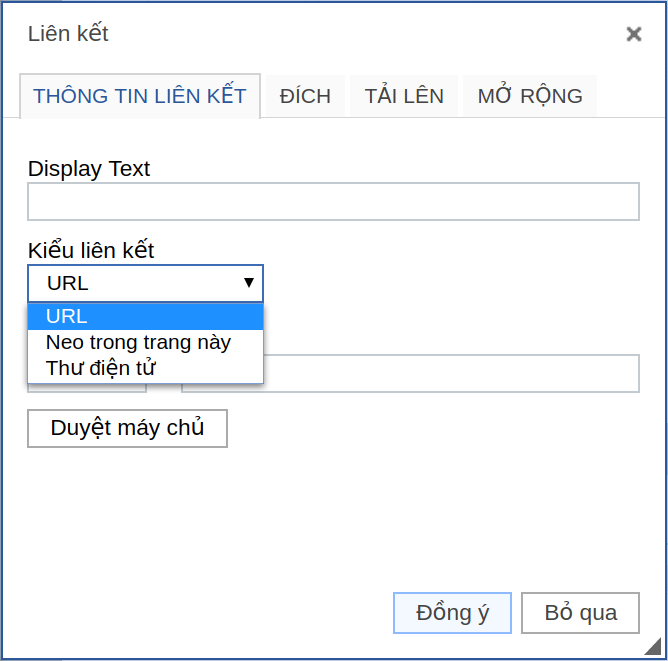 Liên kết
THÔNG TIN LIÊN KẾT ĐÍCH TẢI LÊN MỞ RỘNG
Display Text
Kiểu liên kết
URL
URL
Neo trong trang này
Thư điện tử
Duyệt máy chủ
Đồng ý Bỏ qua